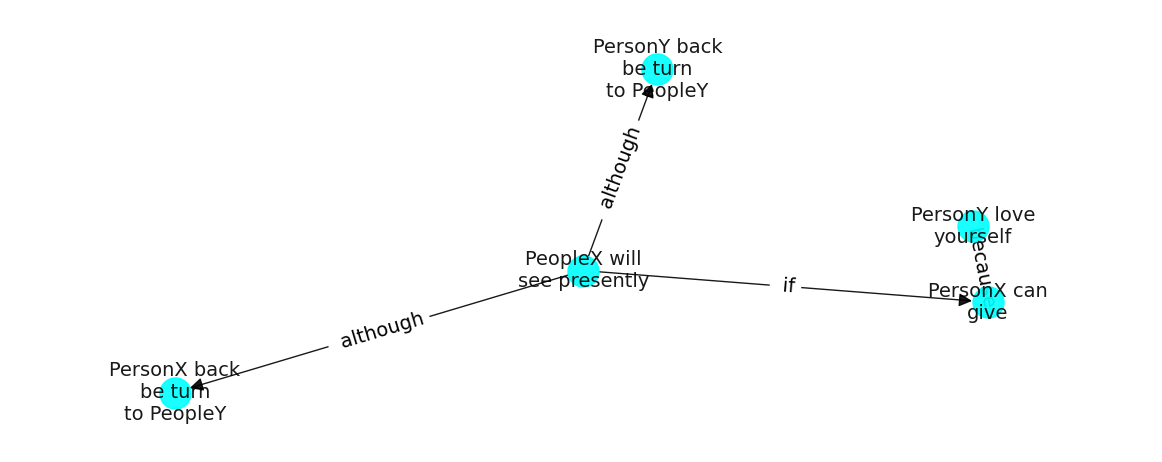 PersonY back
be turn
to PeopleY
although
PersonY love
yourself
PeopleX will
see presently
if
PersonX can
give
although
PersonX back
be turn
to PeopleY